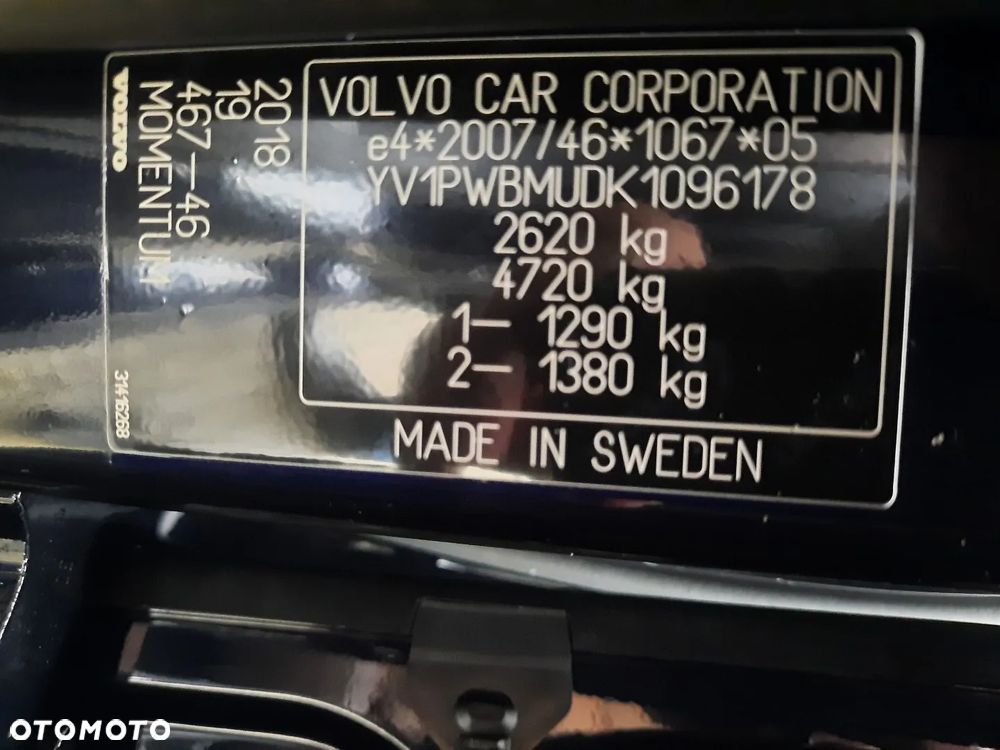 VOLVO CAR CORPORATION
e4*2007/46*1067*05
YV1PWBMUDK1096178
2620 kg
4720 kg
1— 1290 kg
2— 1380 kg
MADE IN SWEDEN
2018
19
467-46
MOMENTUM
VOLVO
31416268
OTOMOTO